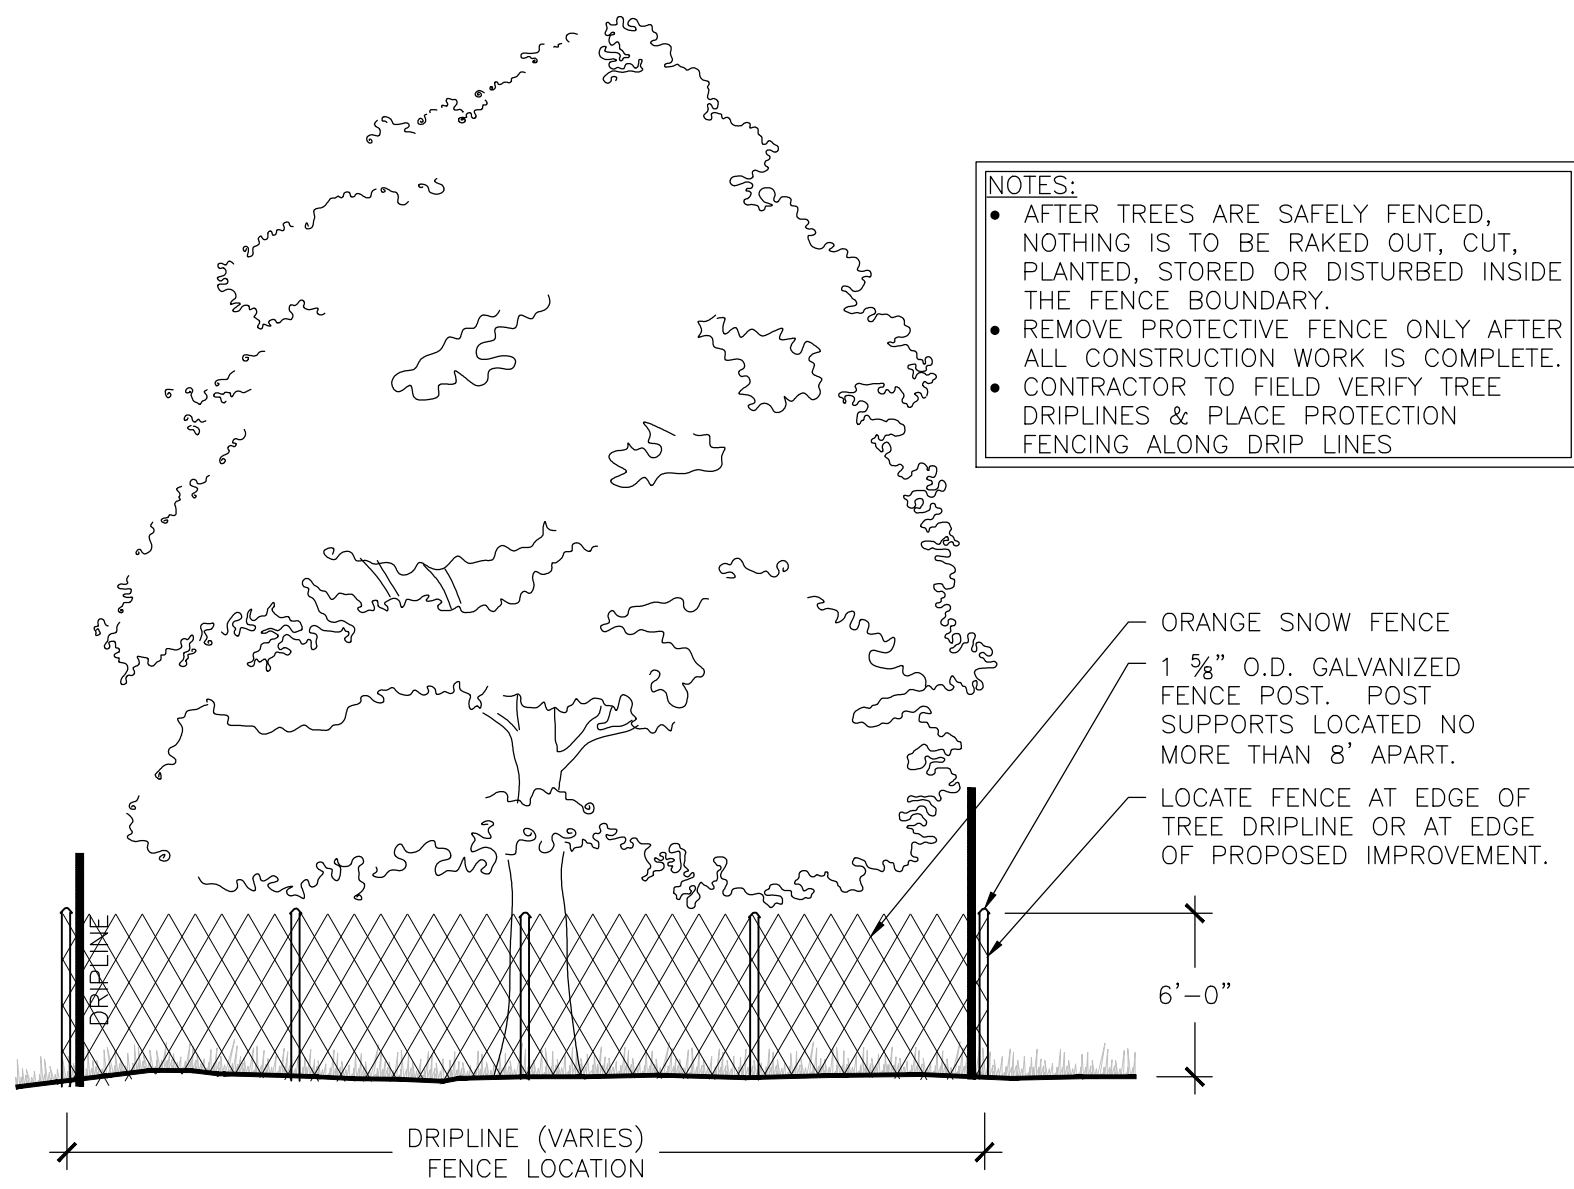 NOTES:
• AFTER TREES ARE SAFELY FENCED,
NOTHING IS TO BE RAKED OUT, CUT,
PLANTED, STORED OR DISTURBED INSIDE
THE FENCE BOUNDARY.
• REMOVE PROTECTIVE FENCE ONLY AFTER
ALL CONSTRUCTION WORK IS COMPLETE.
• CONTRACTOR TO FIELD VERIFY TREE
DRIPLINES & PLACE PROTECTION
FENCING ALONG DRIP LINES
ORANGE SNOW FENCE
1 ⅝" O.D. GALVANIZED
FENCE POST. POST
SUPPORTS LOCATED NO
MORE THAN 8' APART.
LOCATE FENCE AT EDGE OF
TREE DRIPLINE OR AT EDGE
OF PROPOSED IMPROVEMENT.
DRIPLINE
6'-0"
DRIPLINE (VARIES)
FENCE LOCATION